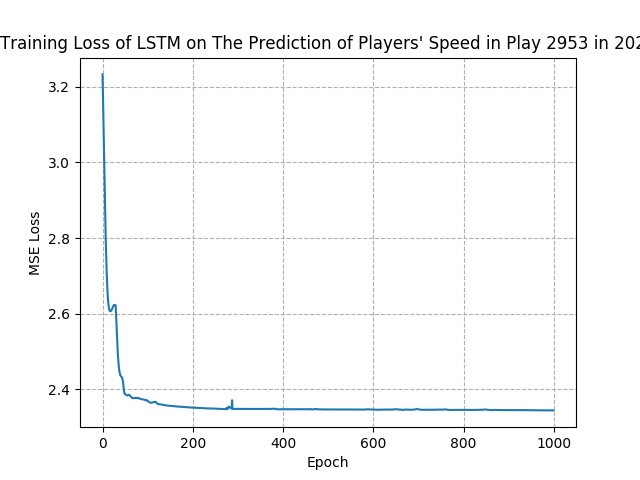 Training Loss of LSTM on The Prediction of Players' Speed in Play 2953 in 202
3.2
3.0
2.8
2.6
2.4
MSE Loss
0 200 400 600 800 1000
Epoch